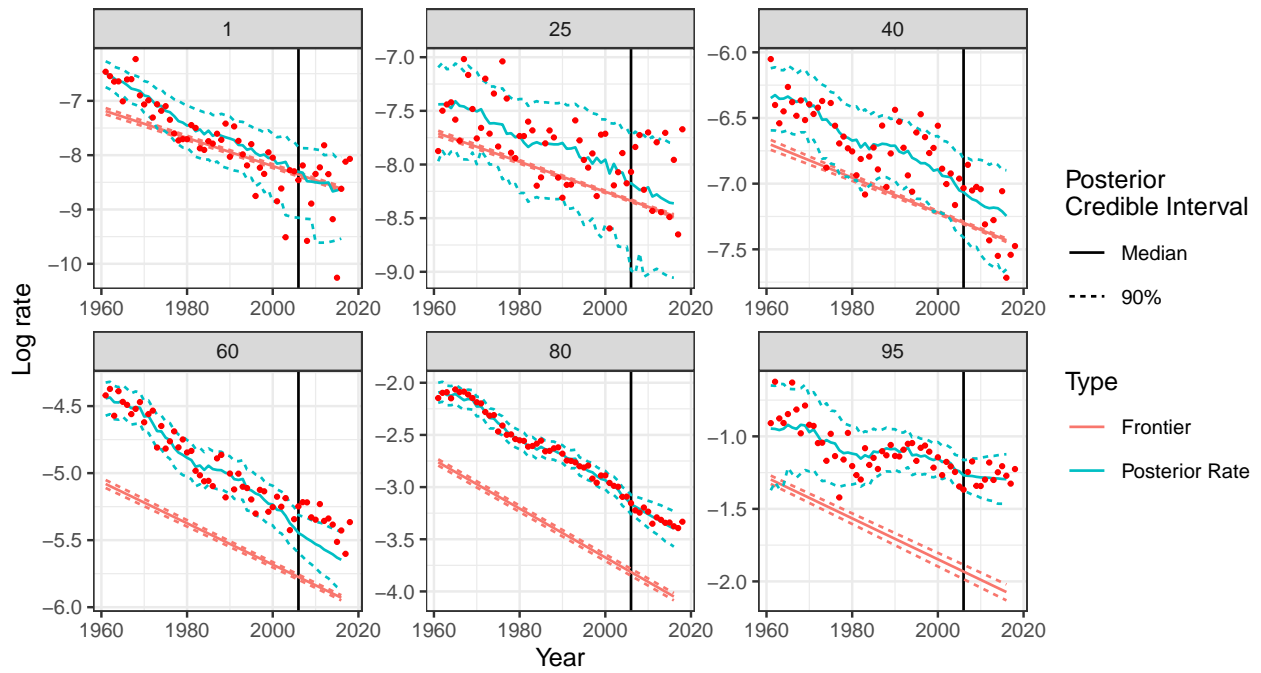 1
25
40
−7
−8
−9
−10
−7.0
−7.5
−8.0
−8.5
−9.0
−6.0
−6.5
−7.0
−7.5
1960 1980 2000 2020
1960 1980 2000 2020
1960 1980 2000 2020
60
80
95
−4.5
−5.0
−5.5
−6.0
−2.0
−2.5
−3.0
−3.5
−4.0
−1.0
−1.5
−2.0
1960 1980 2000 2020
1960 1980 2000 2020
1960 1980 2000 2020
Log rate
Year
Posterior
Credible Interval
Median
90%
Type
Frontier
Posterior Rate